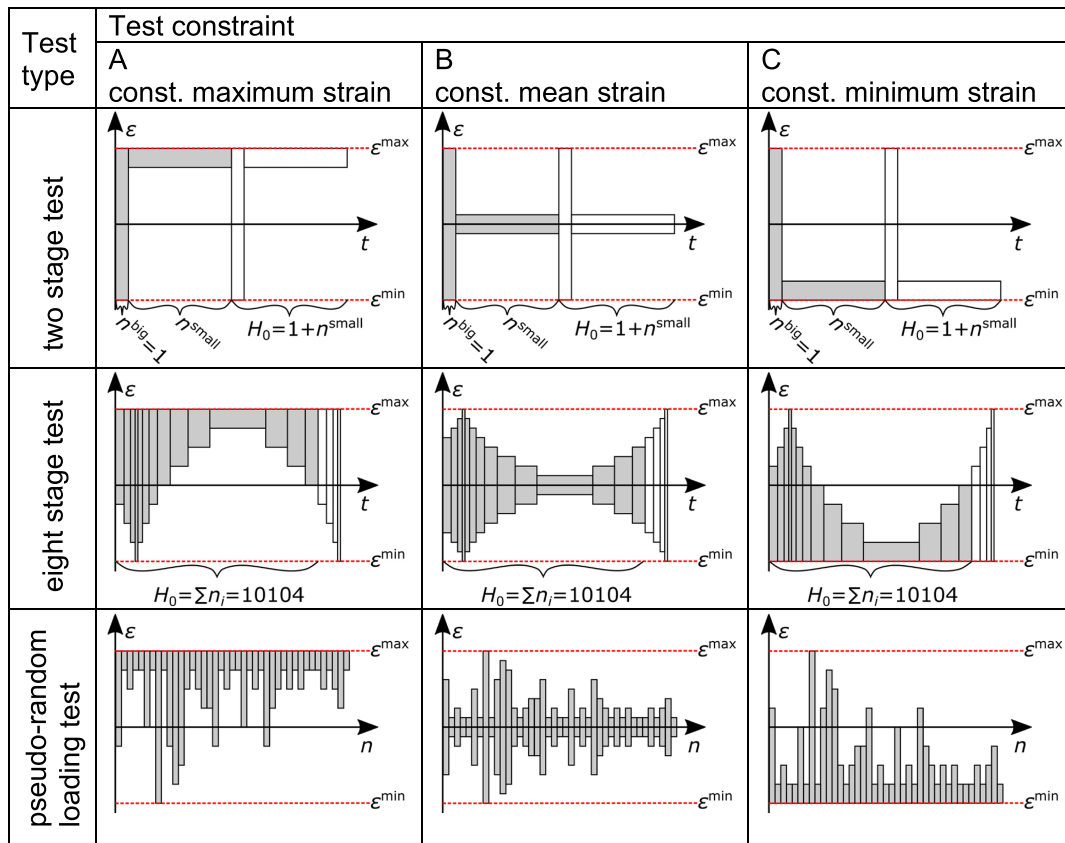 Test type
Test constraint
A
const. maximum strain
B
const. mean strain
C
const. minimum strain
two stage test
ε
εmax
t
εmin
nbig=1
nsmall
H0=1+nsmall
ε
εmax
t
εmin
nbig=1
nsmall
H0=1+nsmall
ε
εmax
t
εmin
nbig=1
nsmall
H0=1+nsmall
eight stage test
ε
εmax
t
εmin
H0=∑ni=10104
ε
εmax
t
εmin
H0=∑ni=10104
ε
εmax
t
εmin
H0=∑ni=10104
pseudo-random
loading test
ε
εmax
n
εmin
ε
εmax
n
εmin
ε
εmax
n
εmin